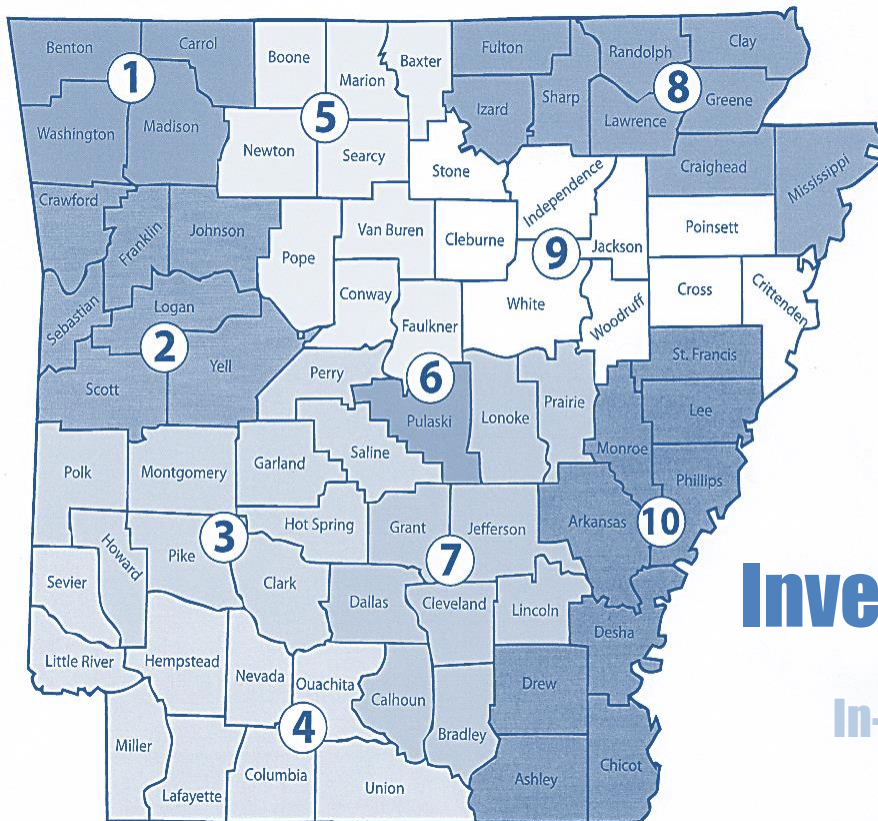 Benton
Carrol
Boone
Marion
Baxter
Fulton
Randolph
Clay
1
8
Izard
Sharp
Lawrence
Greene
Washington
Madison
5
Newton
Searcy
Stone
Independence
Craighead
Mississippi
Crawford
Franklin
Johnson
Pope
Van Buren
Cleburne
9
Jackson
Poinsett
Sebastian
Logan
Conway
White
Woodruff
Cross
Crittenden
2
Faulkner
Scott
Yell
Perry
6
St. Francis
Pulaski
Lonoke
Prairie
Lee
Polk
Montgomery
Garland
Saline
Monroe
Phillips
Howard
Pike
3
Hot Spring
Grant
Jefferson
Arkansas
10
7
Sevier
Clark
Dallas
Cleveland
Lincoln
Inve
Desha
Little River
Hempstead
Nevada
Ouachita
Calhoun
Drew
4
Bradley
In-
Miller
Lafayette
Columbia
Union
Ashley
Chicot